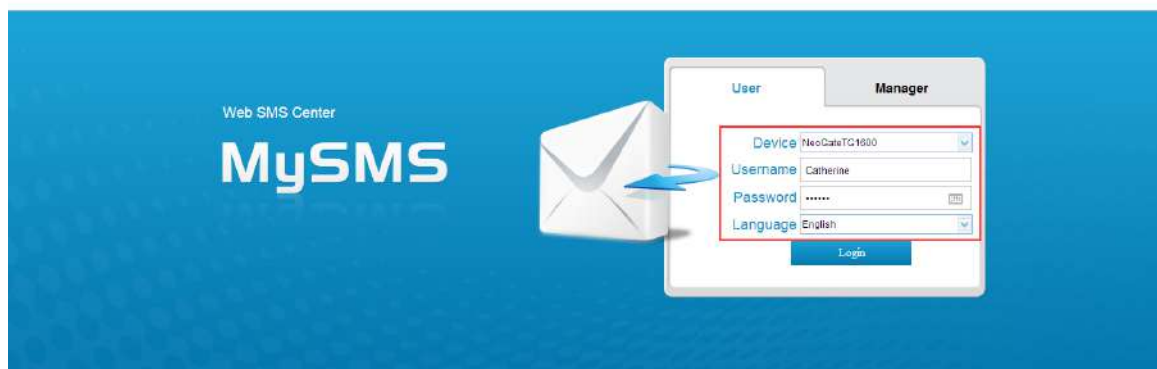 User
Manager
Web SMS Center
MySMS
Device NeoGateTG1600
Username Catherine
Password ••••••
Language English
Login